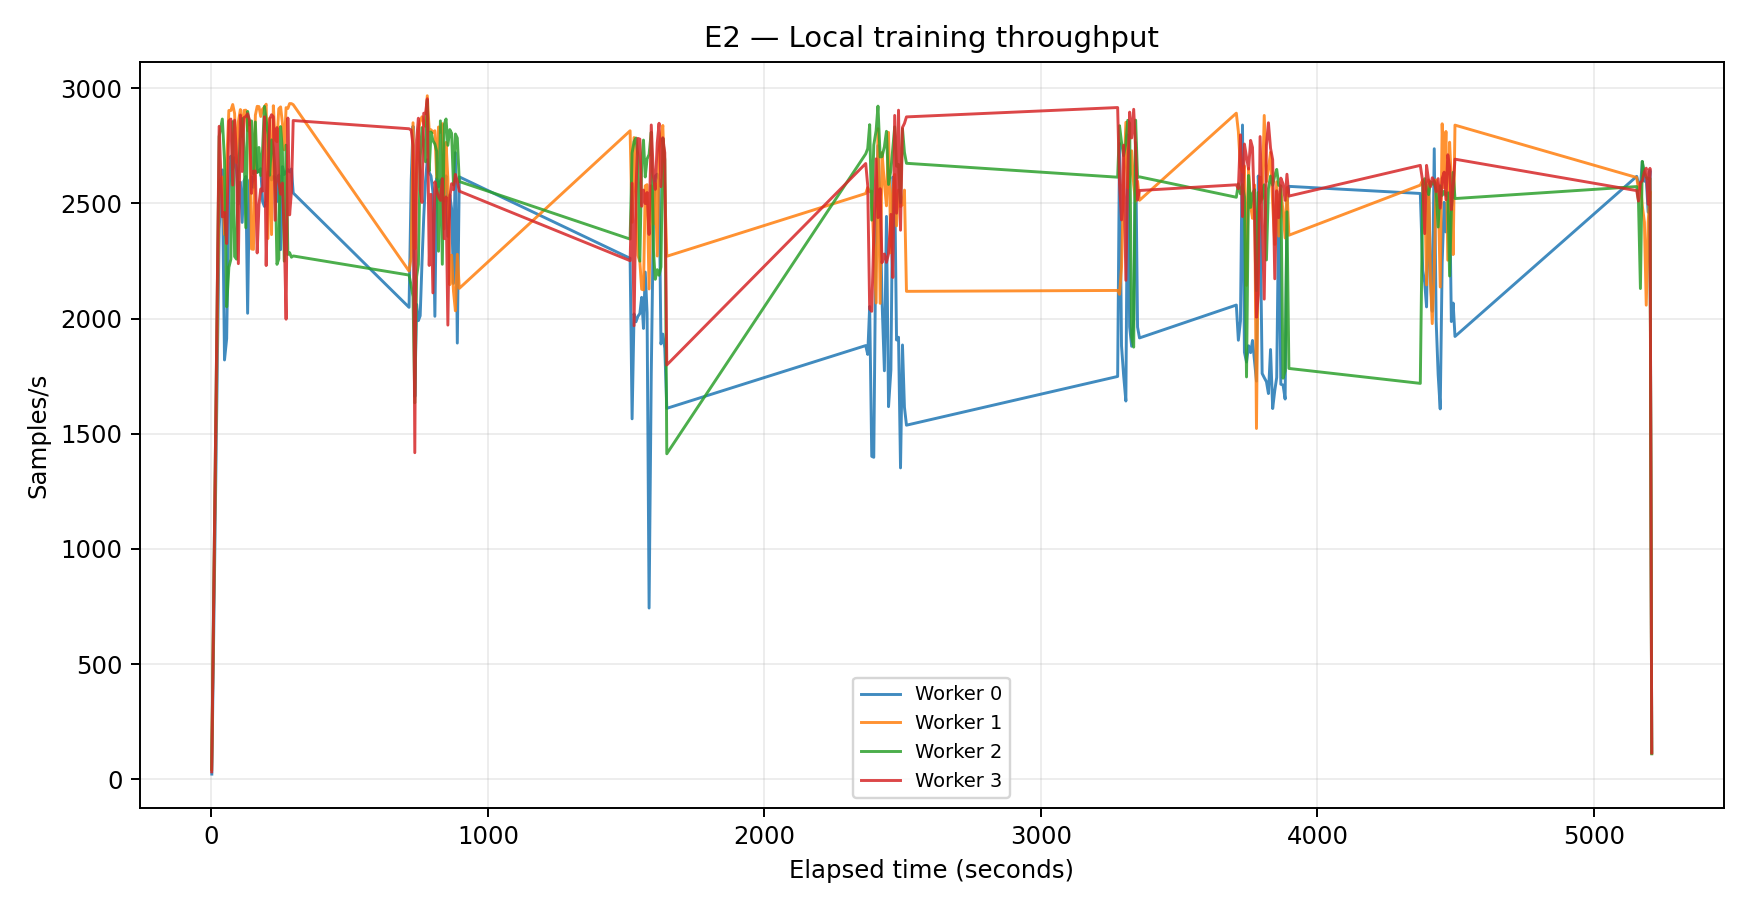 E2 — Local training throughput
Samples/s
3000
2500
2000
1500
1000
500
0
0 1000 2000 3000 4000 5000
Elapsed time (seconds)
Worker 0
Worker 1
Worker 2
Worker 3